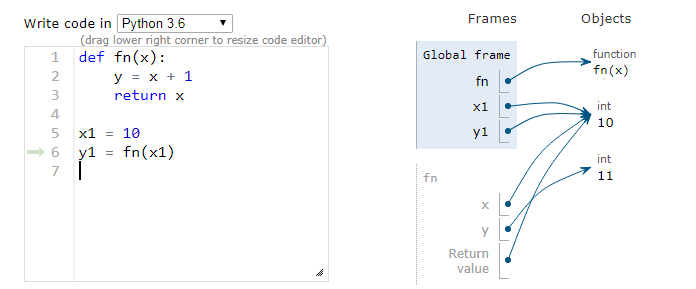 Write code in Python 3.6
(drag lower right corner to resize code editor)
1 def fn(x):
2     y = x + 1
3     return x
4
5 x1 = 10
6 y1 = fn(x1)
7
Frames
Objects
Global frame
fn
x1
y1
function
fn(x)
int
10
int
11
fn
x
y
Return
value